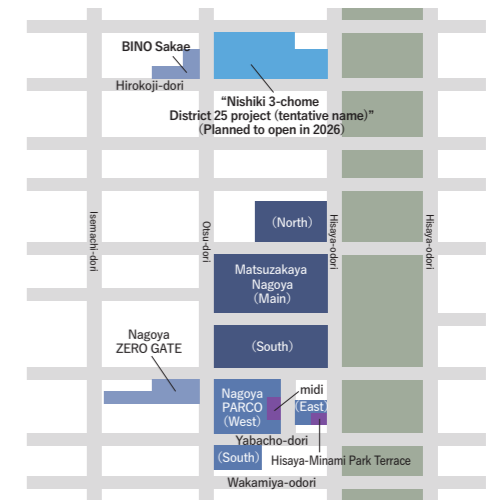 BINO Sakae
Hirokoji-dori
“Nishiki 3-chome
District 25 project (tentative name)”
(Planned to open in 2026)
Isemachi-dori
Otsu-dori
Hisaya-odori
Hisaya-odori
(North)
Matsuzakaya
Nagoya
(Main)
(South)
Nagoya
ZERO GATE
Nagoya
PARCO
(West)
midi
(East)
Yabacho-dori
(South)
Hisaya-Minami Park Terrace
Wakamiya-odori